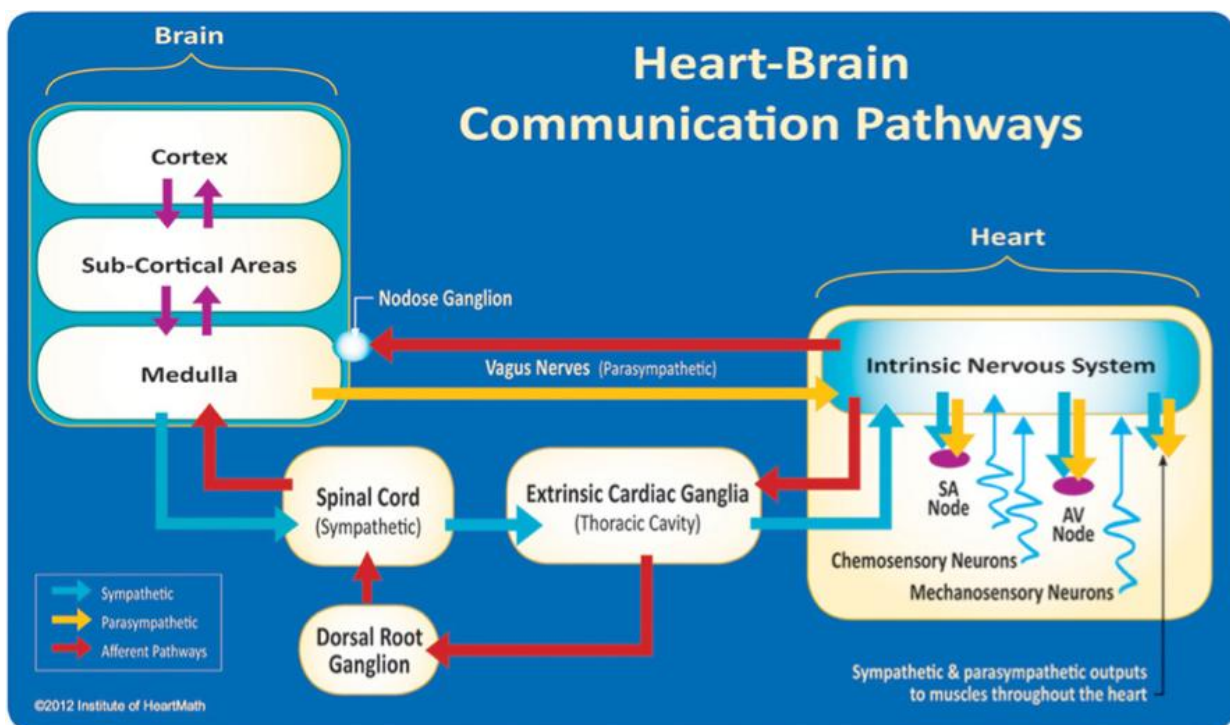 Brain
Heart-Brain
Communication Pathways
Cortex
Sub-Cortical Areas
Medulla
Nodose Ganglion
Vagus Nerves (Parasympathetic)
Heart
Intrinsic Nervous System
SA
Node
AV
Node
Chemosensory Neurons
Mechanosensory Neurons
Spinal Cord
(Sympathetic)
Extrinsic Cardiac Ganglia
(Thoracic Cavity)
Dorsal Root
Ganglion
Sympathetic
Parasympathetic
Afferent Pathways
Sympathetic & parasympathetic outputs
to muscles throughout the heart
©2012 Institute of HeartMath